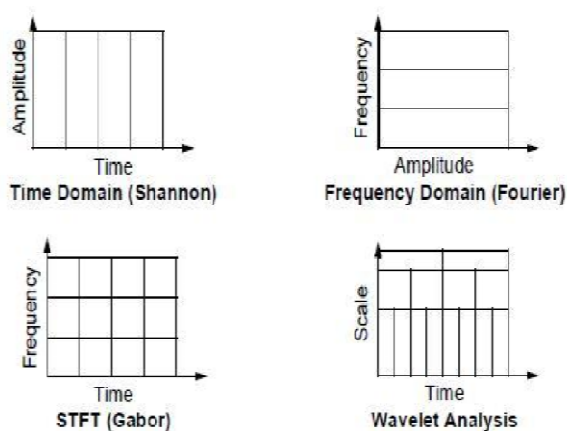 Amplitude
Time
Time Domain (Shannon)
Frequency
Amplitude
Frequency Domain (Fourier)
Frequency
Time
STFT (Gabor)
Scale
Time
Wavelet Analysis